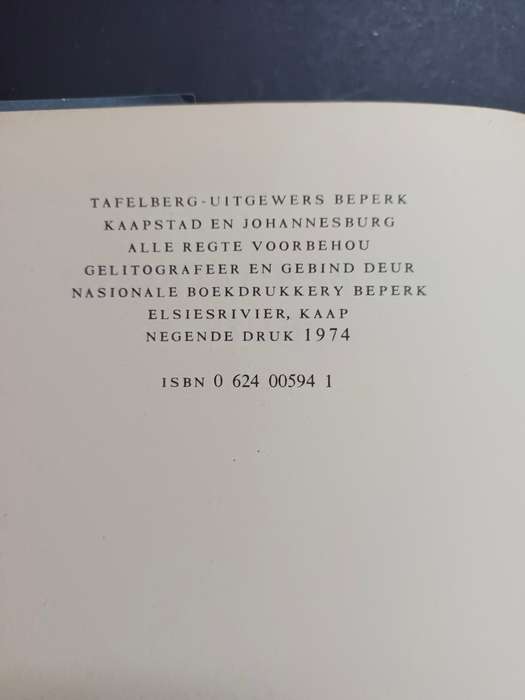 TAFELBERG-UITGEWERS BEPERK
KAAPSTAD EN JOHANNESBURG
ALLE REGTE VOORBEHOU
GELITOGRAFEER EN GEBIND DEUR
NASIONALE BOEKDRUKKERY BEPERK
ELSIESRIVIER, KAAP
NEGENDE DRUK 1974
ISBN 0 624 00594 1